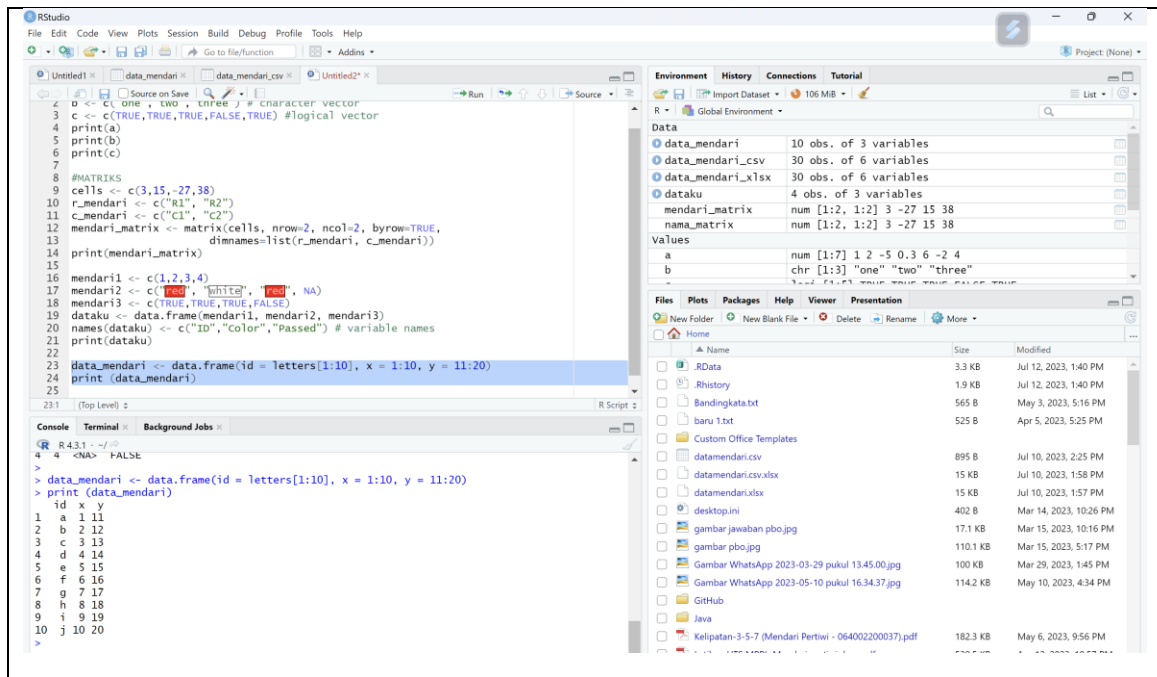 RStudio
File Edit Code View Plots Session Build Debug Profile Tools Help
Go to file/function Addins Project: (None)
Untitled1 data_mendari data_mendari_csv Untitled2*
Source on Save Run Source
2 b <- c("one", "two", "three") # character vector
3 c <- c(TRUE,TRUE,TRUE,FALSE,TRUE) #logical vector
4 print(a)
5 print(b)
6 print(c)
7
8 #MATRIKS
9 cells <- c(3,15,-27,38)
10 r_mendari <- c("R1", "R2")
11 c_mendari <- c("C1", "C2")
12 mendari_matrix <- matrix(cells, nrow=2, ncol=2, byrow=TRUE,
13 dimnames=list(r_mendari, c_mendari))
14 print(mendari_matrix)
15
16 mendari1 <- c(1,2,3,4)
17 mendari2 <- c("red", "white", "red", NA)
18 mendari3 <- c(TRUE,TRUE,TRUE,FALSE)
19 dataku <- data.frame(mendari1, mendari2, mendari3)
20 names(dataku) <- c("ID","Color","Passed") # variable names
21 print(dataku)
22
23 data_mendari <- data.frame(id = letters[1:10], x = 1:10, y = 11:20)
24 print (data_mendari)
25
23:1 (Top Level) R Script
Console Terminal Background Jobs
R 4.3.1 · ~/
4 4 <NA> FALSE
>
> data_mendari <- data.frame(id = letters[1:10], x = 1:10, y = 11:20)
> print (data_mendari)
id x y
1 a 1 11
2 b 2 12
3 c 3 13
4 d 4 14
5 e 5 15
6 f 6 16
7 g 7 17
8 h 8 18
9 i 9 19
10 j 10 20
>
Environment History Connections Tutorial
Import Dataset 106 MiB List
R Global Environment
Data
data_mendari 10 obs. of 3 variables
data_mendari_csv 30 obs. of 6 variables
data_mendari_xlsx 30 obs. of 6 variables
dataku 4 obs. of 3 variables
mendari_matrix num [1:2, 1:2] 3 -27 15 38
nama_matrix num [1:2, 1:2] 3 -27 15 38
Values
a num [1:7] 1 2 -5 0.3 6 -2 4
b chr [1:3] "one" "two" "three"
Files Plots Packages Help Viewer Presentation
New Folder New Blank File Delete Rename More
Home
Name Size Modified
.RData 3.3 KB Jul 12, 2023, 1:40 PM
.Rhistory 1.9 KB Jul 12, 2023, 1:40 PM
Bandingkata.txt 565 B May 3, 2023, 5:16 PM
baru 1.txt 525 B Apr 5, 2023, 5:25 PM
Custom Office Templates
datamendari.csv 895 B Jul 10, 2023, 2:25 PM
datamendari.csv.xlsx 15 KB Jul 10, 2023, 1:58 PM
datamendari.xlsx 15 KB Jul 10, 2023, 1:57 PM
desktop.ini 402 B Mar 14, 2023, 10:26 PM
gambar jawaban pbo.jpg 17.1 KB Mar 15, 2023, 10:16 PM
gambar pbo.jpg 110.1 KB Mar 15, 2023, 5:17 PM
Gambar WhatsApp 2023-03-29 pukul 13.45.00.jpg 100 KB Mar 29, 2023, 1:45 PM
Gambar WhatsApp 2023-05-10 pukul 16.34.37.jpg 114.2 KB May 10, 2023, 4:34 PM
GitHub
Java
Kelipatan-3-5-7 (Mendari Pertiwi - 064002200037).pdf 182.3 KB May 6, 2023, 9:56 PM